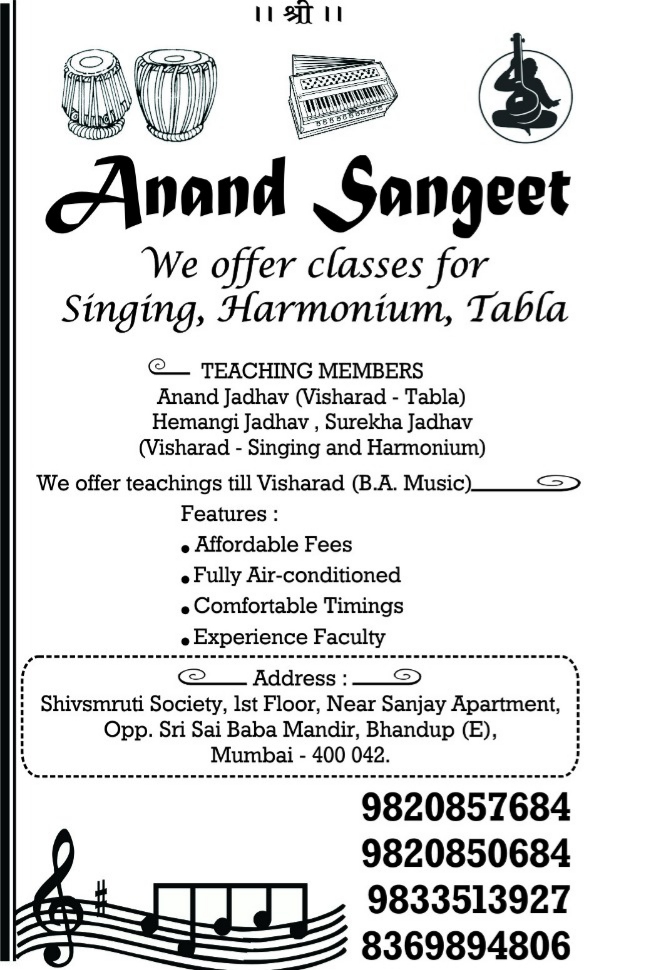 ।। श्री ।।
Anand Sangeet
We offer classes for
Singing, Harmonium, Tabla
TEACHING MEMBERS
Anand Jadhav (Visharad - Tabla)
Hemangi Jadhav , Surekha Jadhav
(Visharad - Singing and Harmonium)
We offer teachings till Visharad (B.A. Music)
Features :
• Affordable Fees
• Fully Air-conditioned
• Comfortable Timings
• Experience Faculty
Address :
Shivsmruti Society, 1st Floor, Near Sanjay Apartment,
Opp. Sri Sai Baba Mandir, Bhandup (E),
Mumbai - 400 042.
9820857684
9820850684
9833513927
8369894806